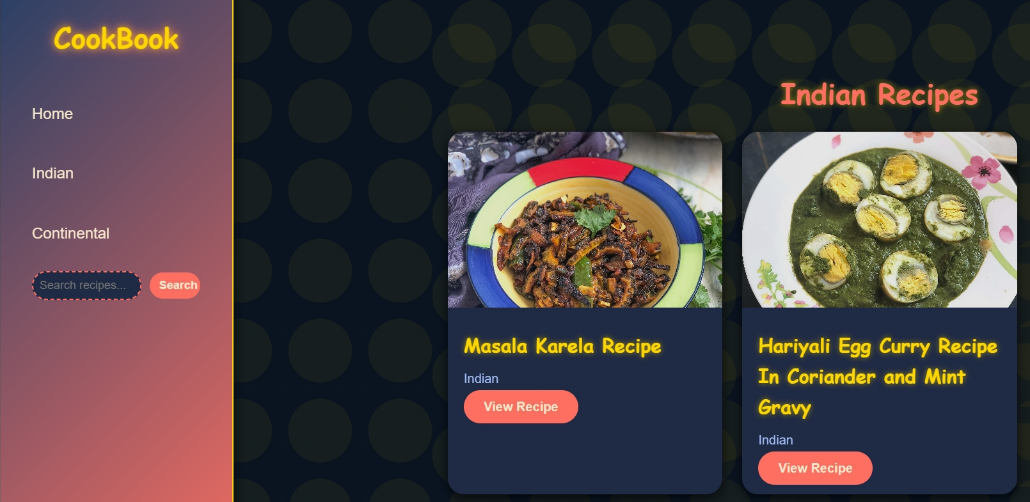 CookBook
Home
Indian
Continental
Search recipes...
Search
Indian Recipes
Masala Karela Recipe
Indian
View Recipe
Hariyali Egg Curry Recipe
In Coriander and Mint
Gravy
Indian
View Recipe